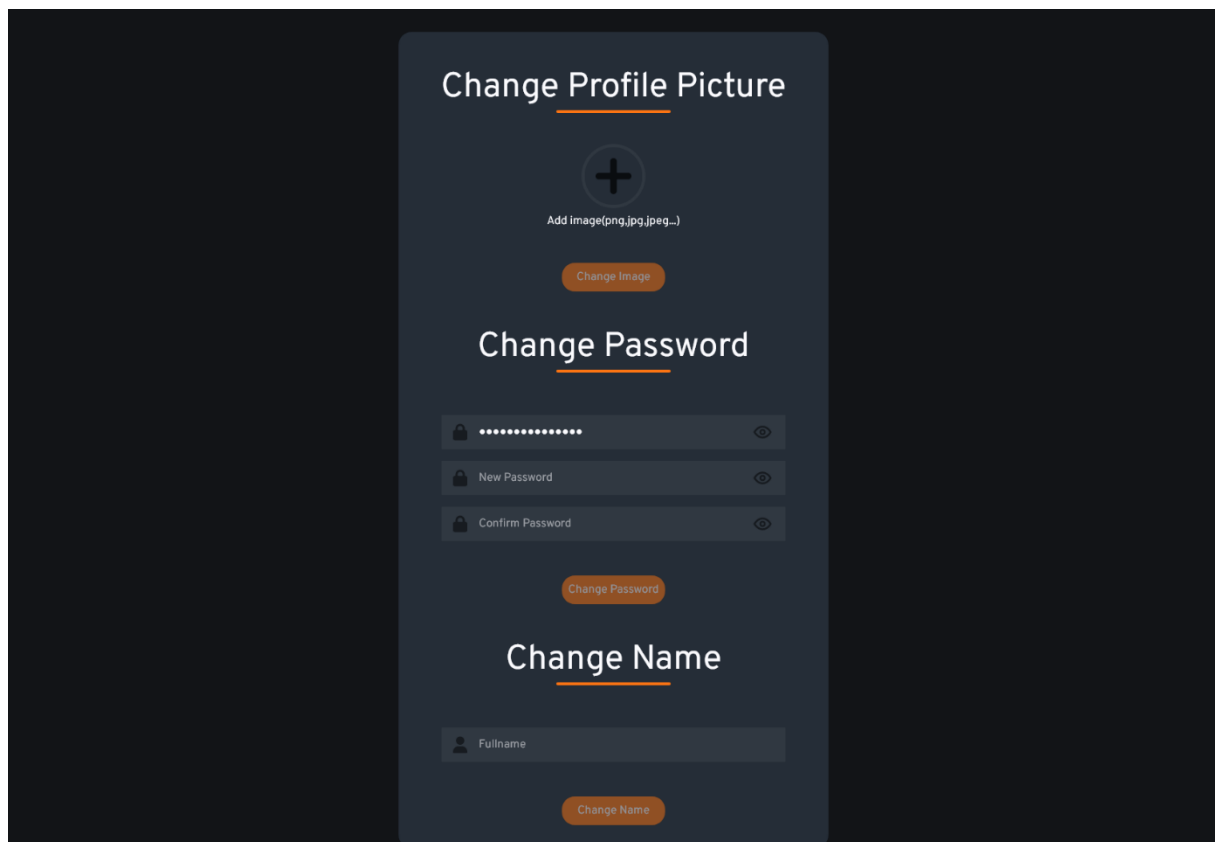 Change Profile Picture
Add image(png,jpg,jpeg...)
Change Image
Change Password
•••••••••••••••
New Password
Confirm Password
Change Password
Change Name
Fullname
Change Name